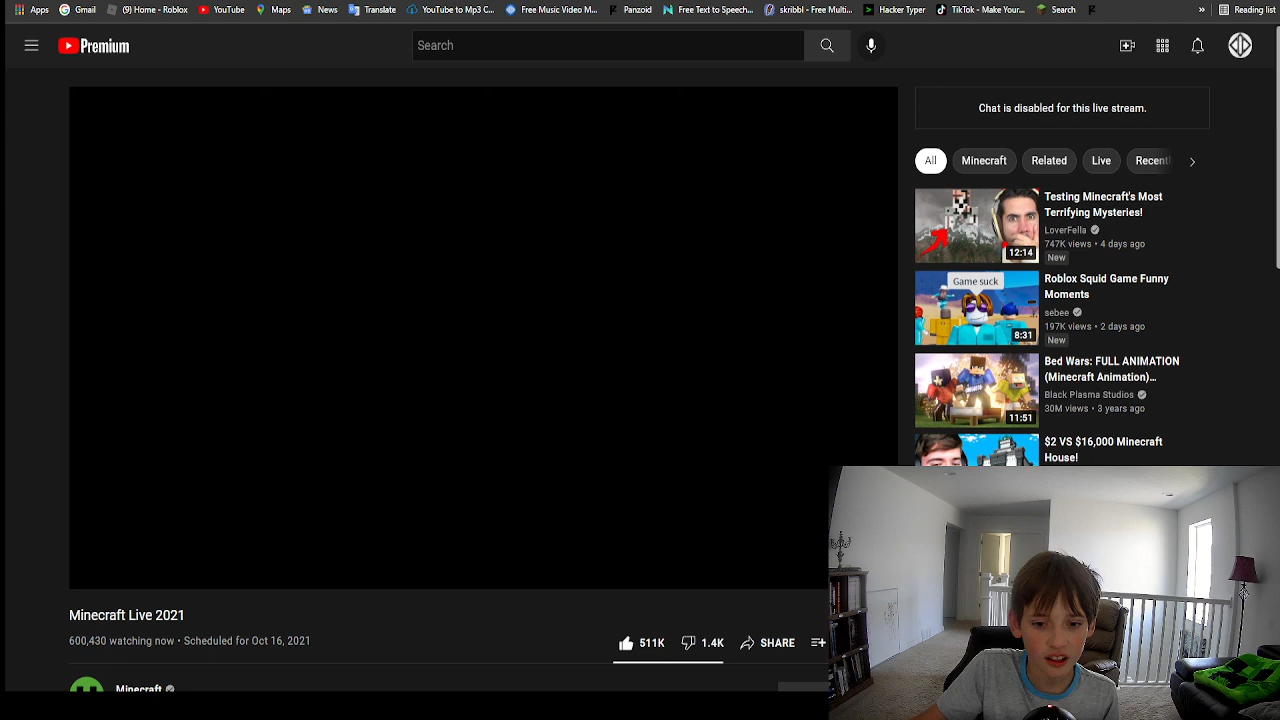 Apps Gmail (9) Home - Roblox YouTube Maps News Translate YouTube to Mp3 C... Free Music Video M... Panzoid Free Text to Speech... skribbl - Free Multi... Hacker Typer TikTok - Make Your... Search » Reading list
Premium
Search
Chat is disabled for this live stream.
All Minecraft Related Live Recent
Testing Minecraft's Most
Terrifying Mysteries!
LoverFella
747K views • 4 days ago
12:14
New
Game suck
Roblox Squid Game Funny
Moments
sebee
197K views • 2 days ago
8:31
New
Bed Wars: FULL ANIMATION
(Minecraft Animation)...
Black Plasma Studios
30M views • 3 years ago
11:51
$2 VS $16,000 Minecraft
House!
Minecraft Live 2021
600,430 watching now • Scheduled for Oct 16, 2021
511K 1.4K SHARE
Minecraft